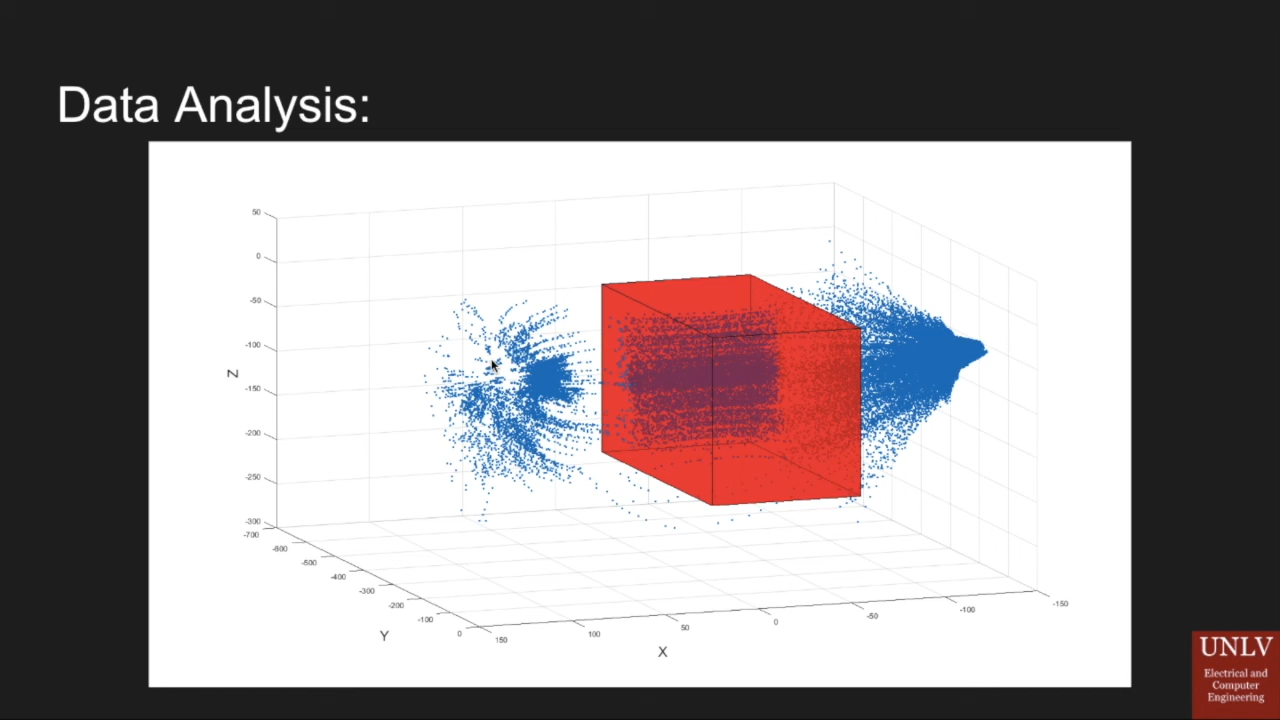 Data Analysis:
50
0
-50
-100
-150
-200
-250
-300
Z
-700
-600
-500
-400
-300
-200
-100
0
Y
150
100
50
0
-50
-100
-150
X
UNLV
Electrical and
Computer
Engineering